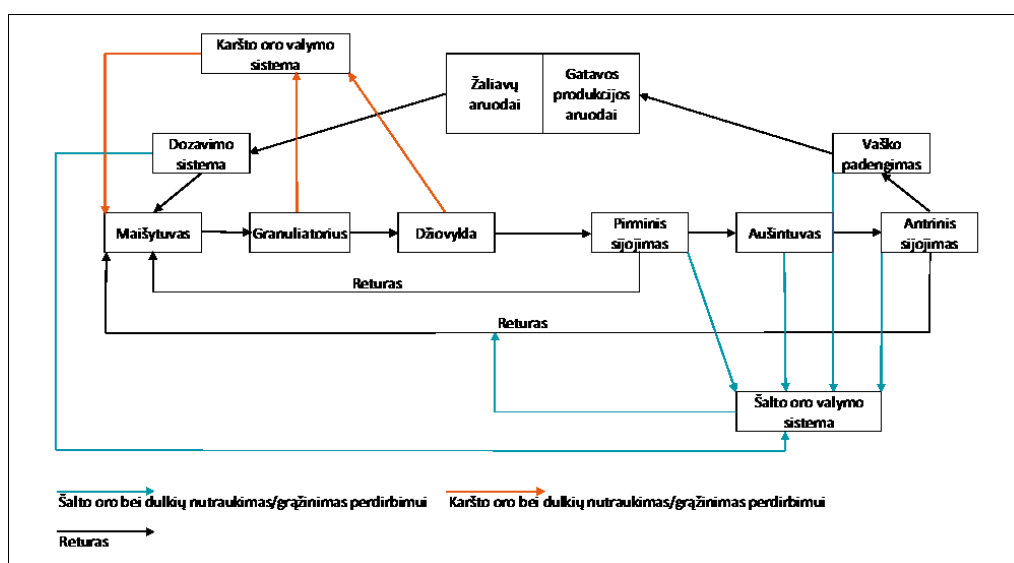 Karšto oro valymo
sistema
Žaliavų
aruodai
Gatavos
produkcijos
aruodai
Dozavimo
sistema
Vaško
padengimas
Maišytuvas
Granuliatorius
Džiovykla
Pirminis
sijojimas
Aušintuvas
Antrinis
sijojimas
Returas
Returas
Šalto oro valymo
sistema
Šalto oro bei dulkių nutraukimas/grąžinimas perdirbimui
Karšto oro bei dulkių nutraukimas/grąžinimas perdirbimui
Returas